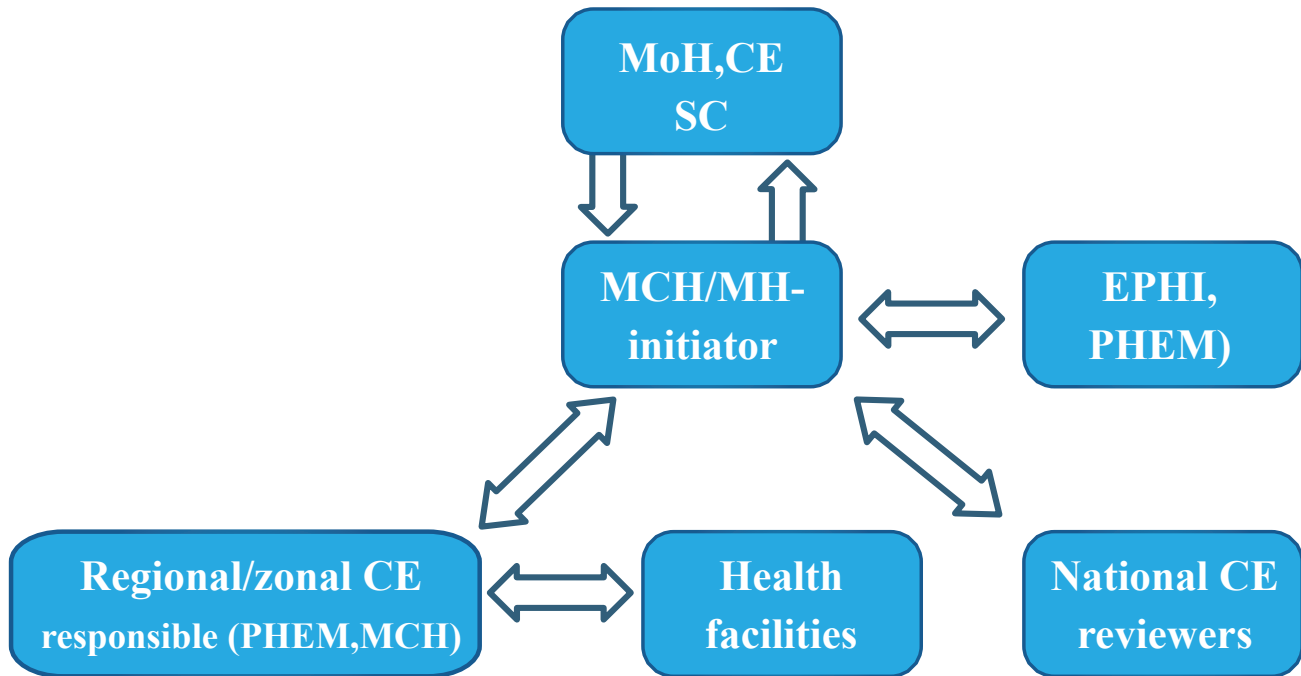 MoH,CE
SC
MCH/MH-
initiator
EPHI,
PHEM)
Regional/zonal CE
responsible (PHEM,MCH)
Health
facilities
National CE
reviewers